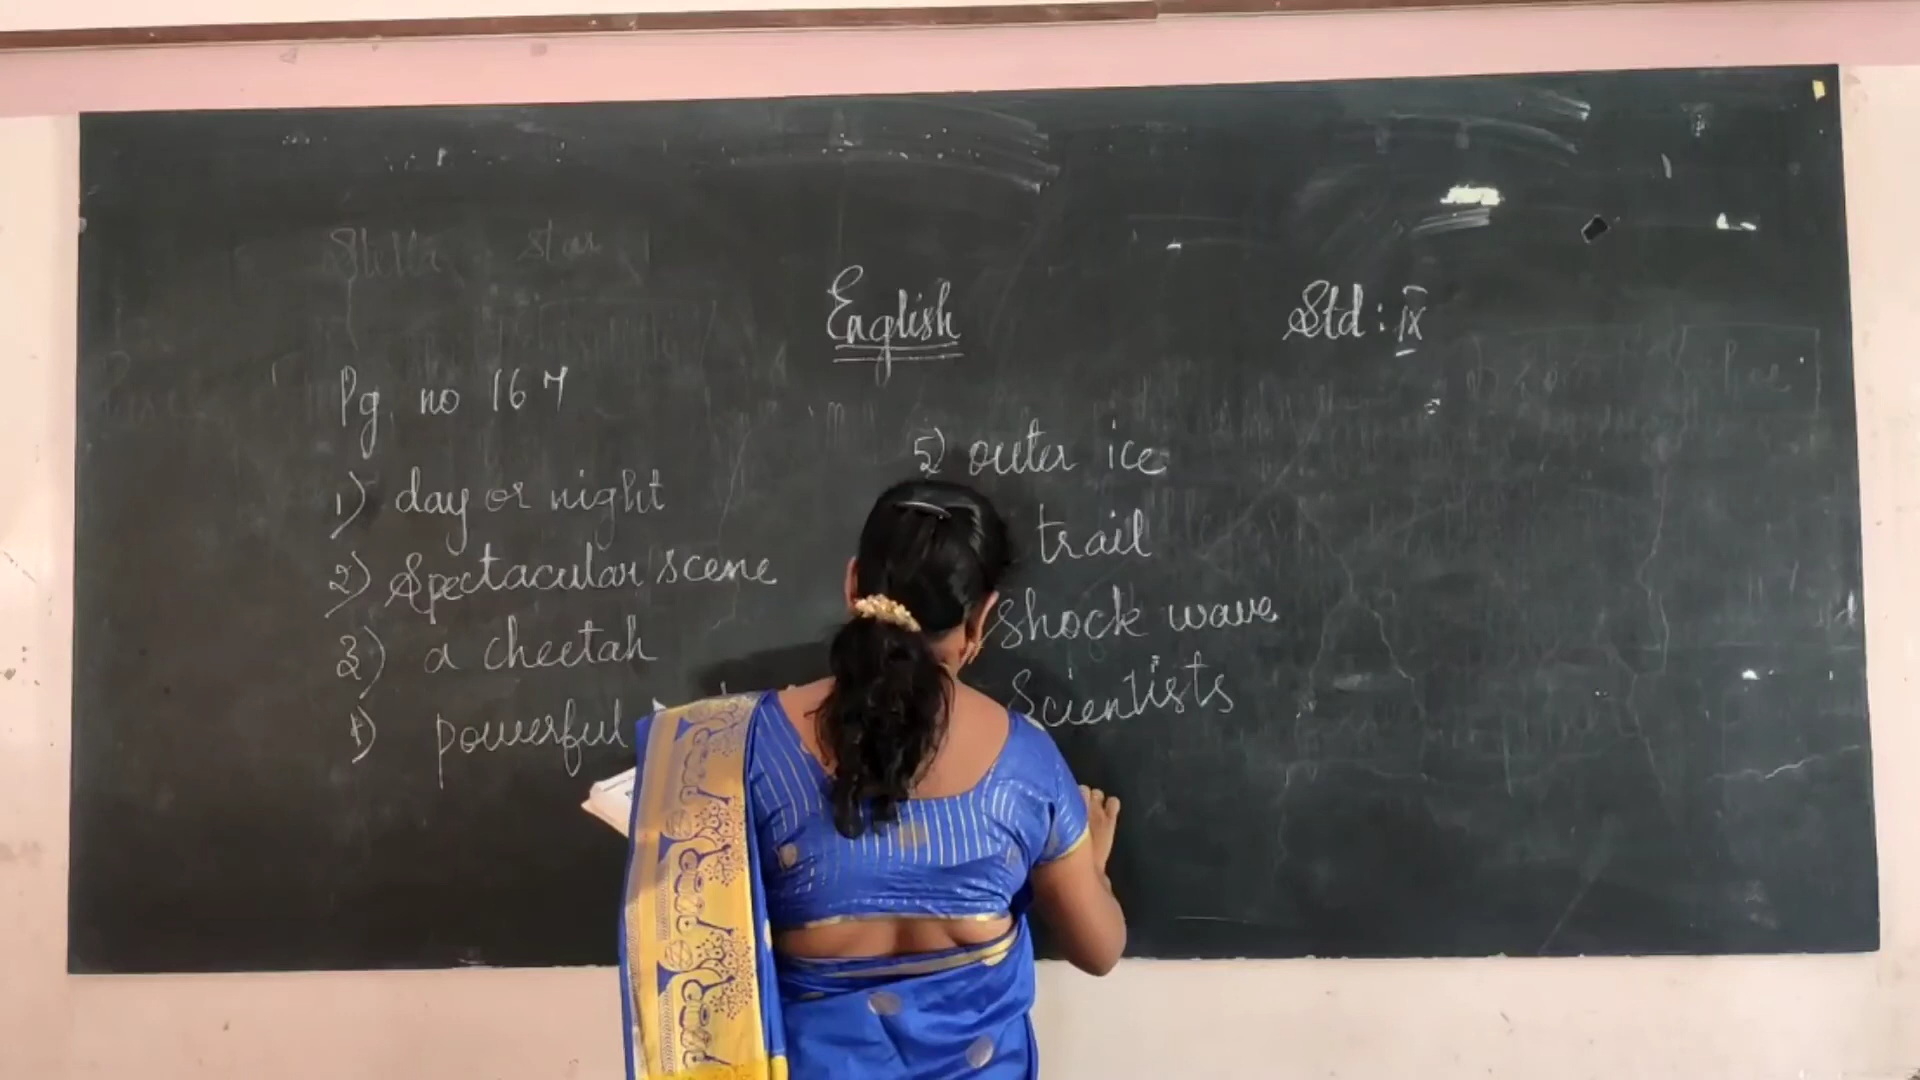 English
Std : IX
Pg. no 167
1) day or night
2) Spectacular scene
3) a cheetah
4) powerful
5) outer ice
trail
shock wave
Scientists